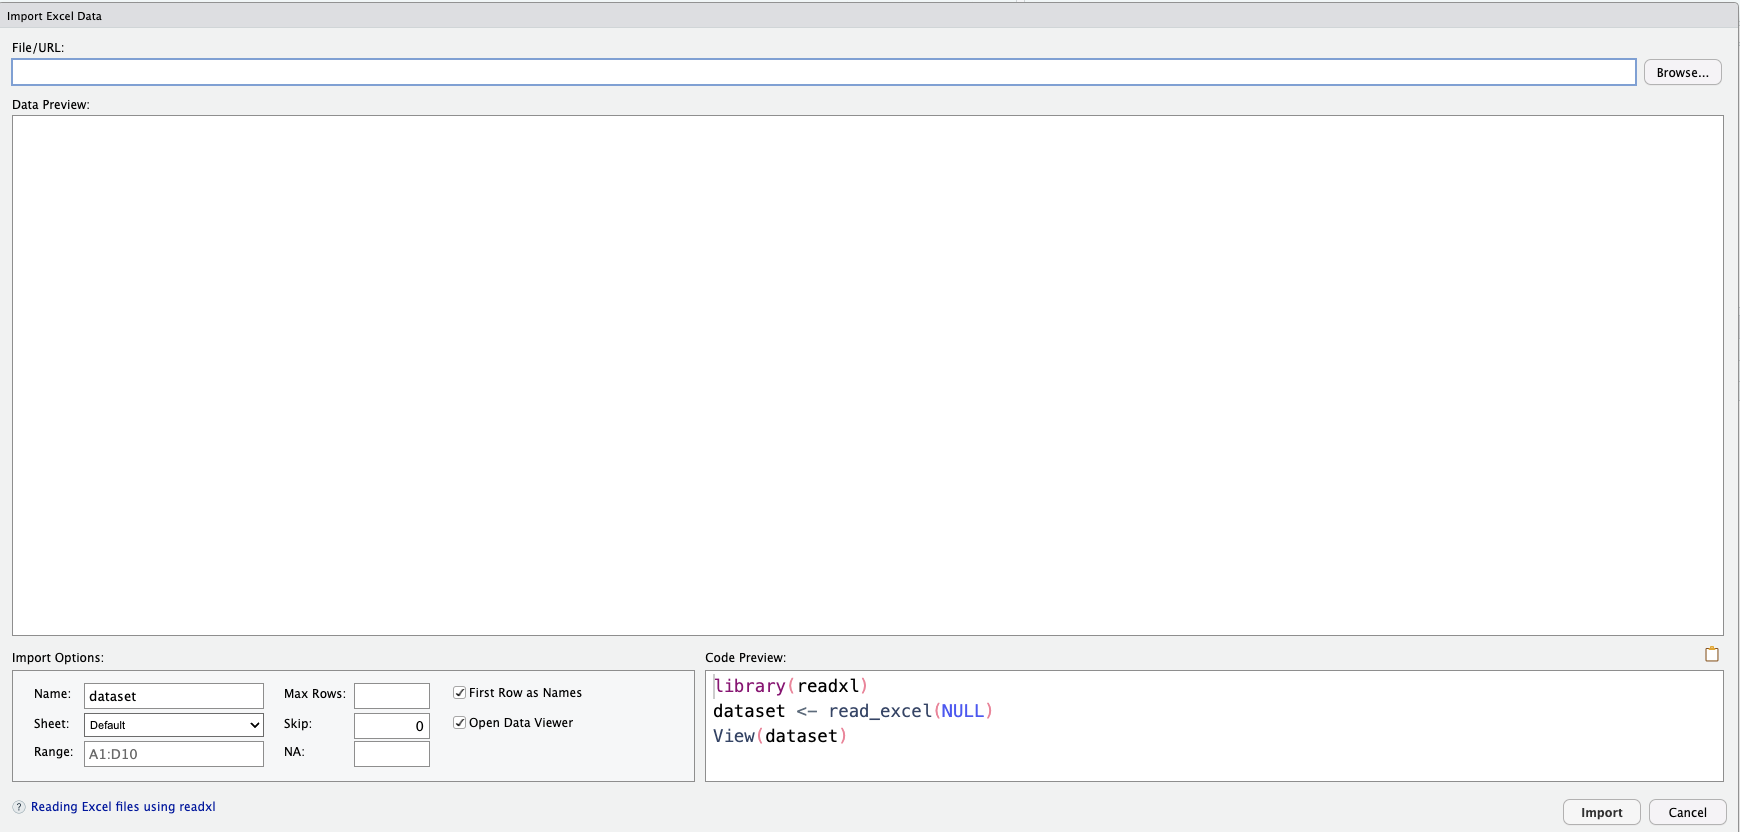 Import Excel Data
File/URL:
Browse...
Data Preview:
Import Options:
Name: dataset Max Rows: First Row as Names
Sheet: Default Skip: 0 Open Data Viewer
Range: A1:D10 NA:
Code Preview:
library(readxl)
dataset <- read_excel(NULL)
View(dataset)
? Reading Excel files using readxl
Import Cancel